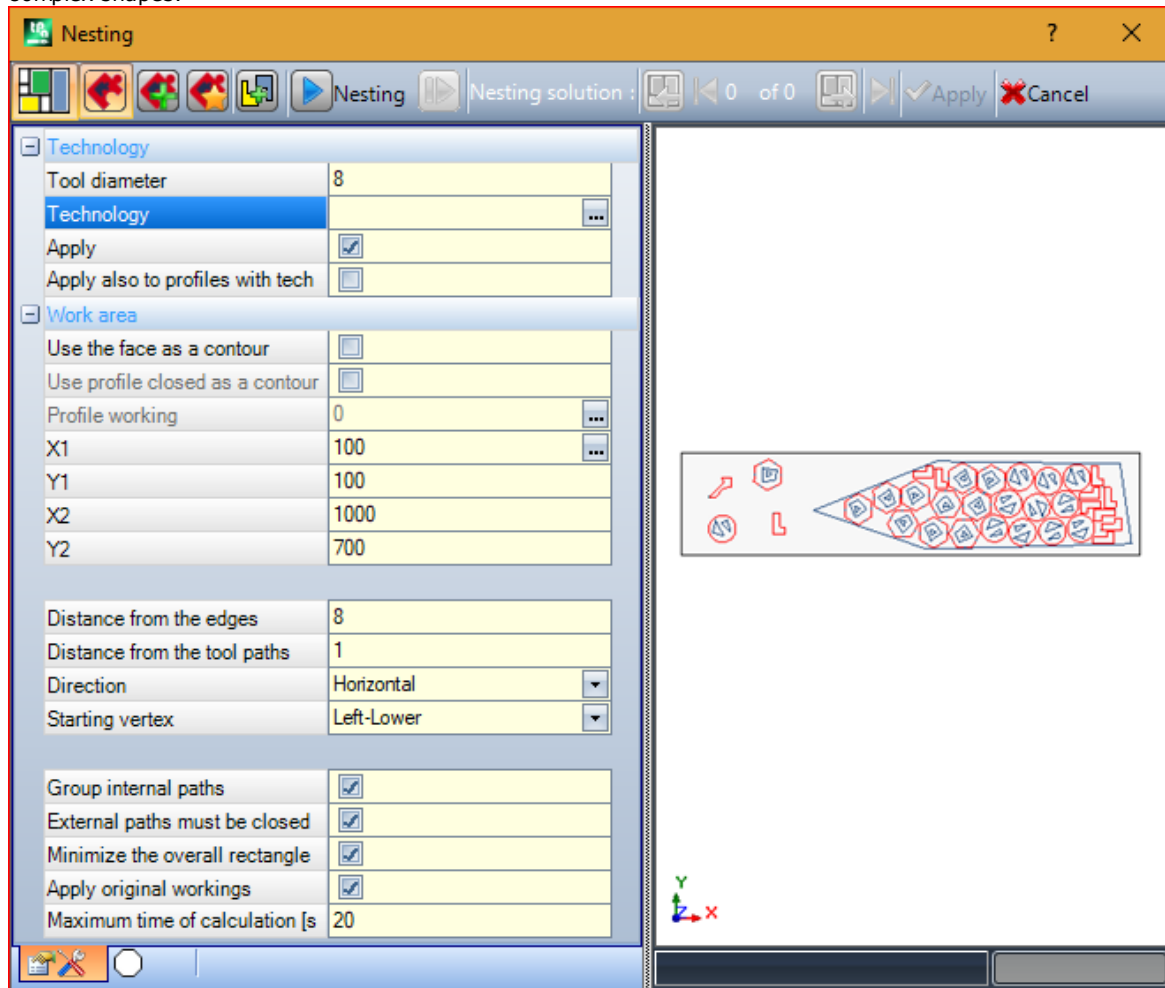 complex shapes.
Nesting ?
Nesting Nesting solution : 0 of 0 Apply Cancel
Technology
Tool diameter 8
Technology ...
Apply
Apply also to profiles with tech
Work area
Use the face as a contour
Use profile closed as a contour
Profile working 0 ...
X1 100 ...
Y1 100
X2 1000
Y2 700
Distance from the edges 8
Distance from the tool paths 1
Direction Horizontal
Starting vertex Left-Lower
Group internal paths
External paths must be closed
Minimize the overall rectangle
Apply original workings
Maximum time of calculation [s 20
Y
Z X